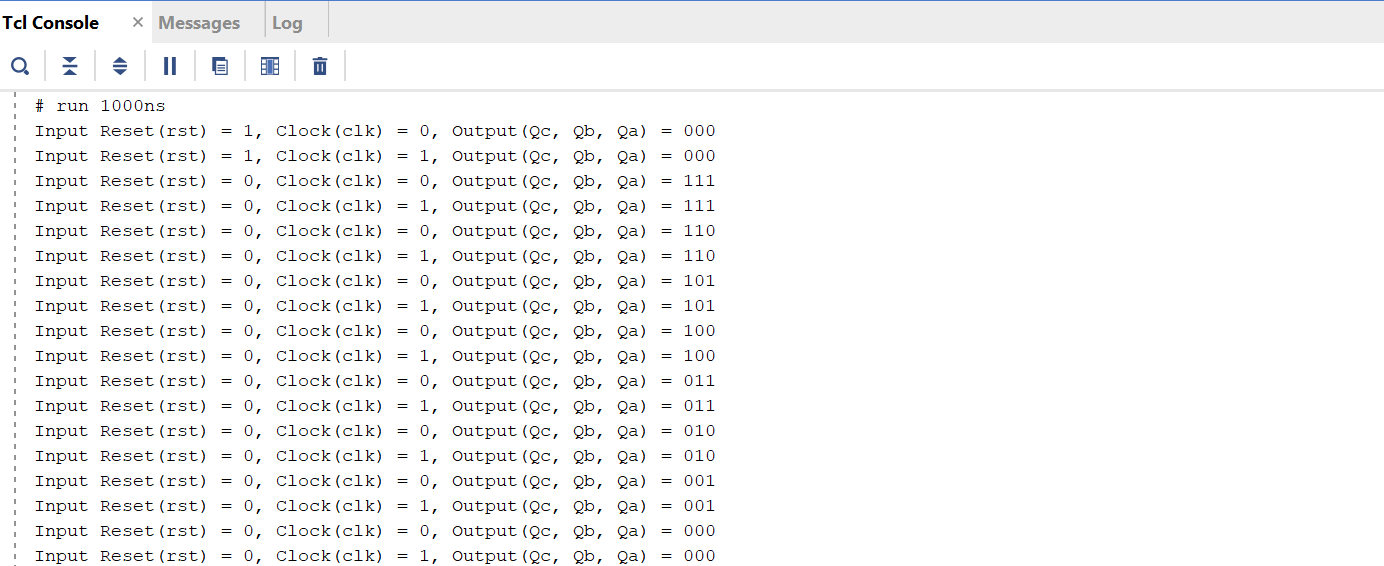 Tcl Console × Messages Log
# run 1000ns
Input Reset(rst) = 1, Clock(clk) = 0, Output(Qc, Qb, Qa) = 000
Input Reset(rst) = 1, Clock(clk) = 1, Output(Qc, Qb, Qa) = 000
Input Reset(rst) = 0, Clock(clk) = 0, Output(Qc, Qb, Qa) = 111
Input Reset(rst) = 0, Clock(clk) = 1, Output(Qc, Qb, Qa) = 111
Input Reset(rst) = 0, Clock(clk) = 0, Output(Qc, Qb, Qa) = 110
Input Reset(rst) = 0, Clock(clk) = 1, Output(Qc, Qb, Qa) = 110
Input Reset(rst) = 0, Clock(clk) = 0, Output(Qc, Qb, Qa) = 101
Input Reset(rst) = 0, Clock(clk) = 1, Output(Qc, Qb, Qa) = 101
Input Reset(rst) = 0, Clock(clk) = 0, Output(Qc, Qb, Qa) = 100
Input Reset(rst) = 0, Clock(clk) = 1, Output(Qc, Qb, Qa) = 100
Input Reset(rst) = 0, Clock(clk) = 0, Output(Qc, Qb, Qa) = 011
Input Reset(rst) = 0, Clock(clk) = 1, Output(Qc, Qb, Qa) = 011
Input Reset(rst) = 0, Clock(clk) = 0, Output(Qc, Qb, Qa) = 010
Input Reset(rst) = 0, Clock(clk) = 1, Output(Qc, Qb, Qa) = 010
Input Reset(rst) = 0, Clock(clk) = 0, Output(Qc, Qb, Qa) = 001
Input Reset(rst) = 0, Clock(clk) = 1, Output(Qc, Qb, Qa) = 001
Input Reset(rst) = 0, Clock(clk) = 0, Output(Qc, Qb, Qa) = 000
Input Reset(rst) = 0, Clock(clk) = 1, Output(Qc, Qb, Qa) = 000